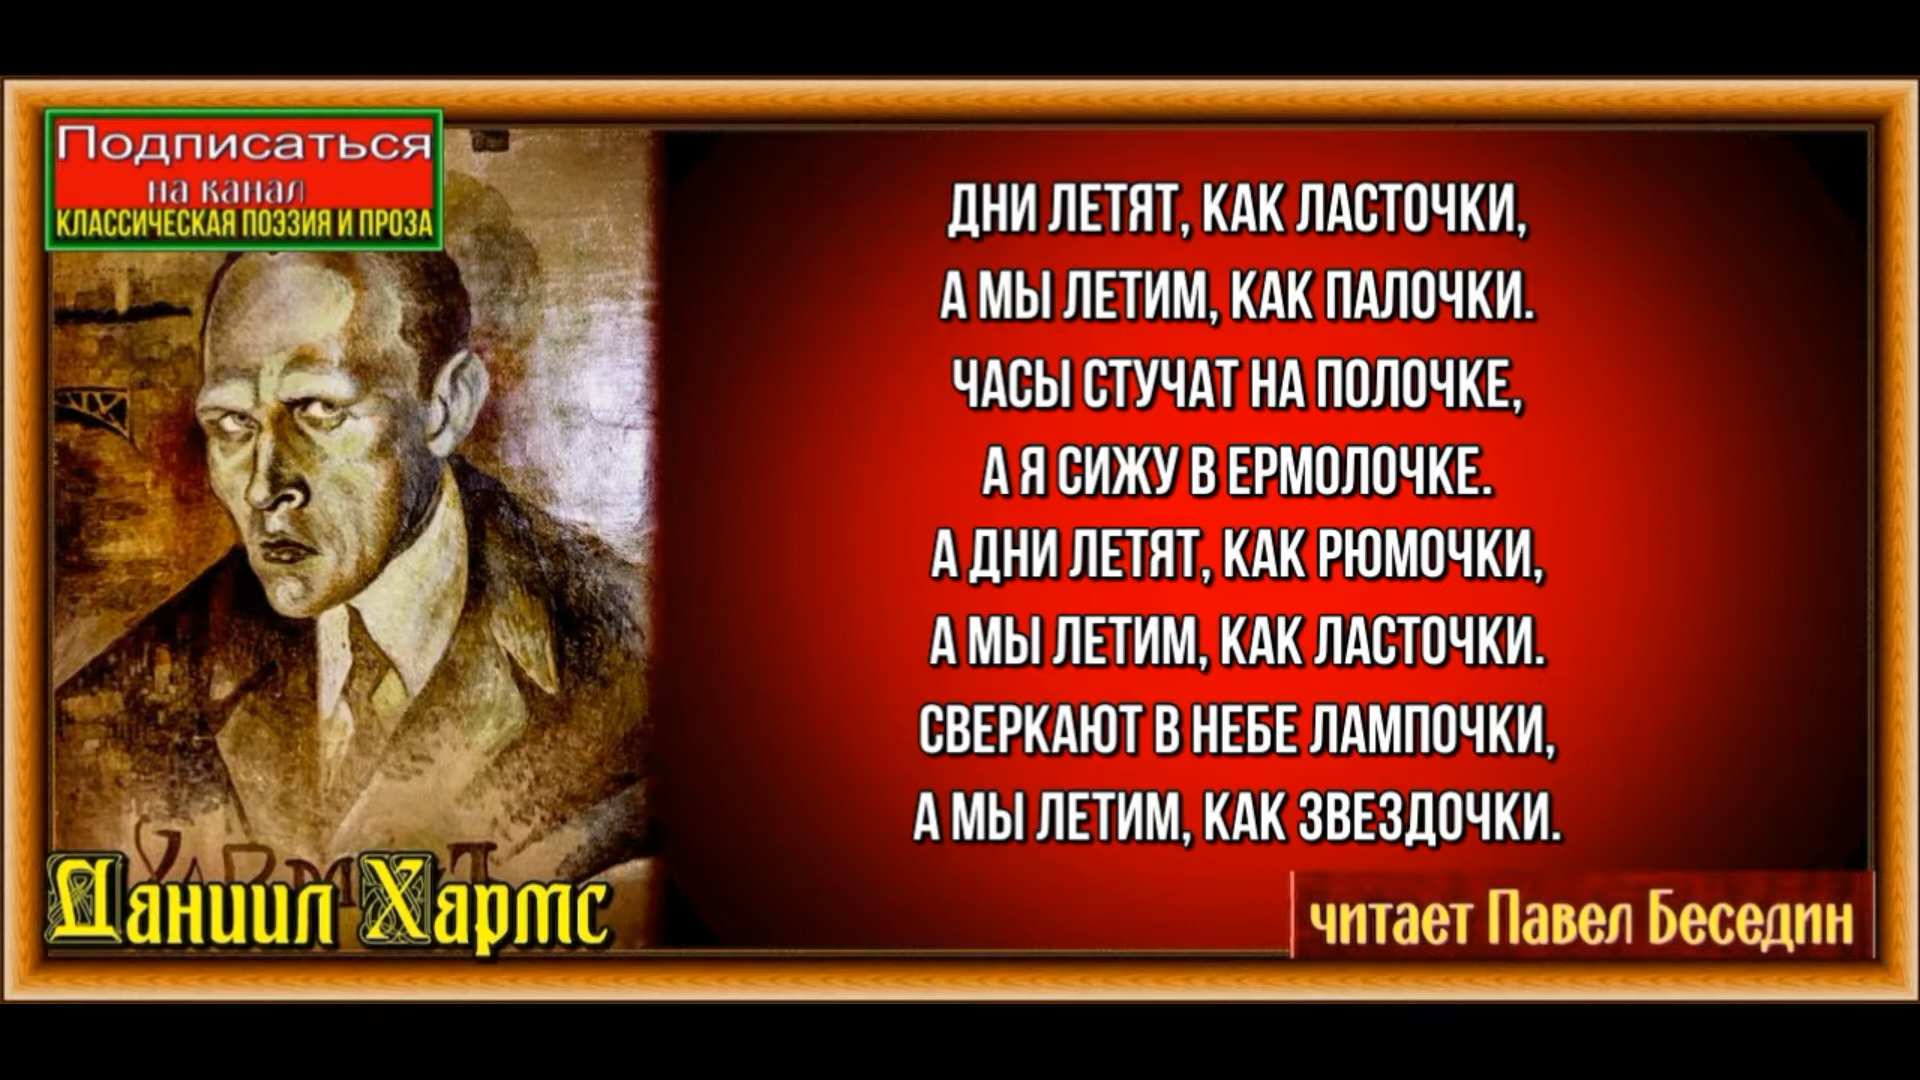 Подписаться
на канал
КЛАССИЧЕСКАЯ ПОЭЗИЯ И ПРОЗА
ДНИ ЛЕТЯТ, КАК ЛАСТОЧКИ,
А МЫ ЛЕТИМ, КАК ПАЛОЧКИ.
ЧАСЫ СТУЧАТ НА ПОЛОЧКЕ,
А Я СИЖУ В ЕРМОЛОЧКЕ.
А ДНИ ЛЕТЯТ, КАК РЮМОЧКИ,
А МЫ ЛЕТИМ, КАК ЛАСТОЧКИ.
СВЕРКАЮТ В НЕБЕ ЛАМПОЧКИ,
А МЫ ЛЕТИМ, КАК ЗВЕЗДОЧКИ.
Даниил Хармс
читает Павел Беседин